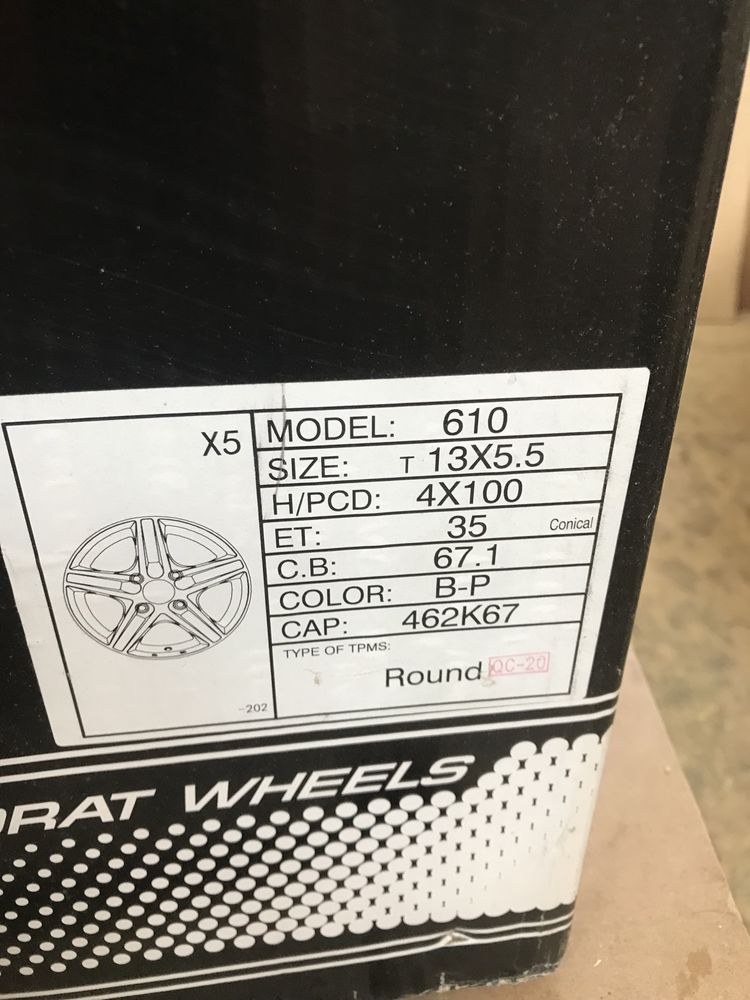 X5
MODEL: 610
SIZE: T 13X5.5
H/PCD: 4X100
ET: 35 Conical
C.B: 67.1
COLOR: B-P
CAP: 462K67
TYPE OF TPMS:
Round QC-20
-202
DRAT WHEELS